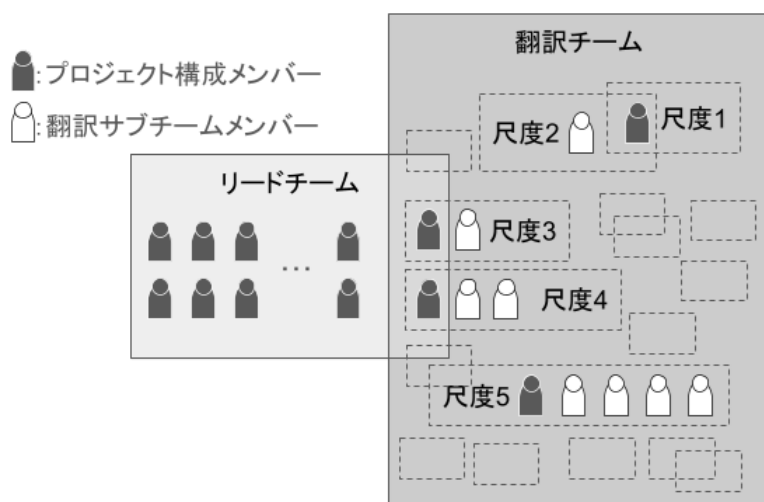 翻訳チーム
:プロジェクト構成メンバー
:翻訳サブチームメンバー
尺度1
尺度2
リードチーム
尺度3
…
尺度4
尺度5